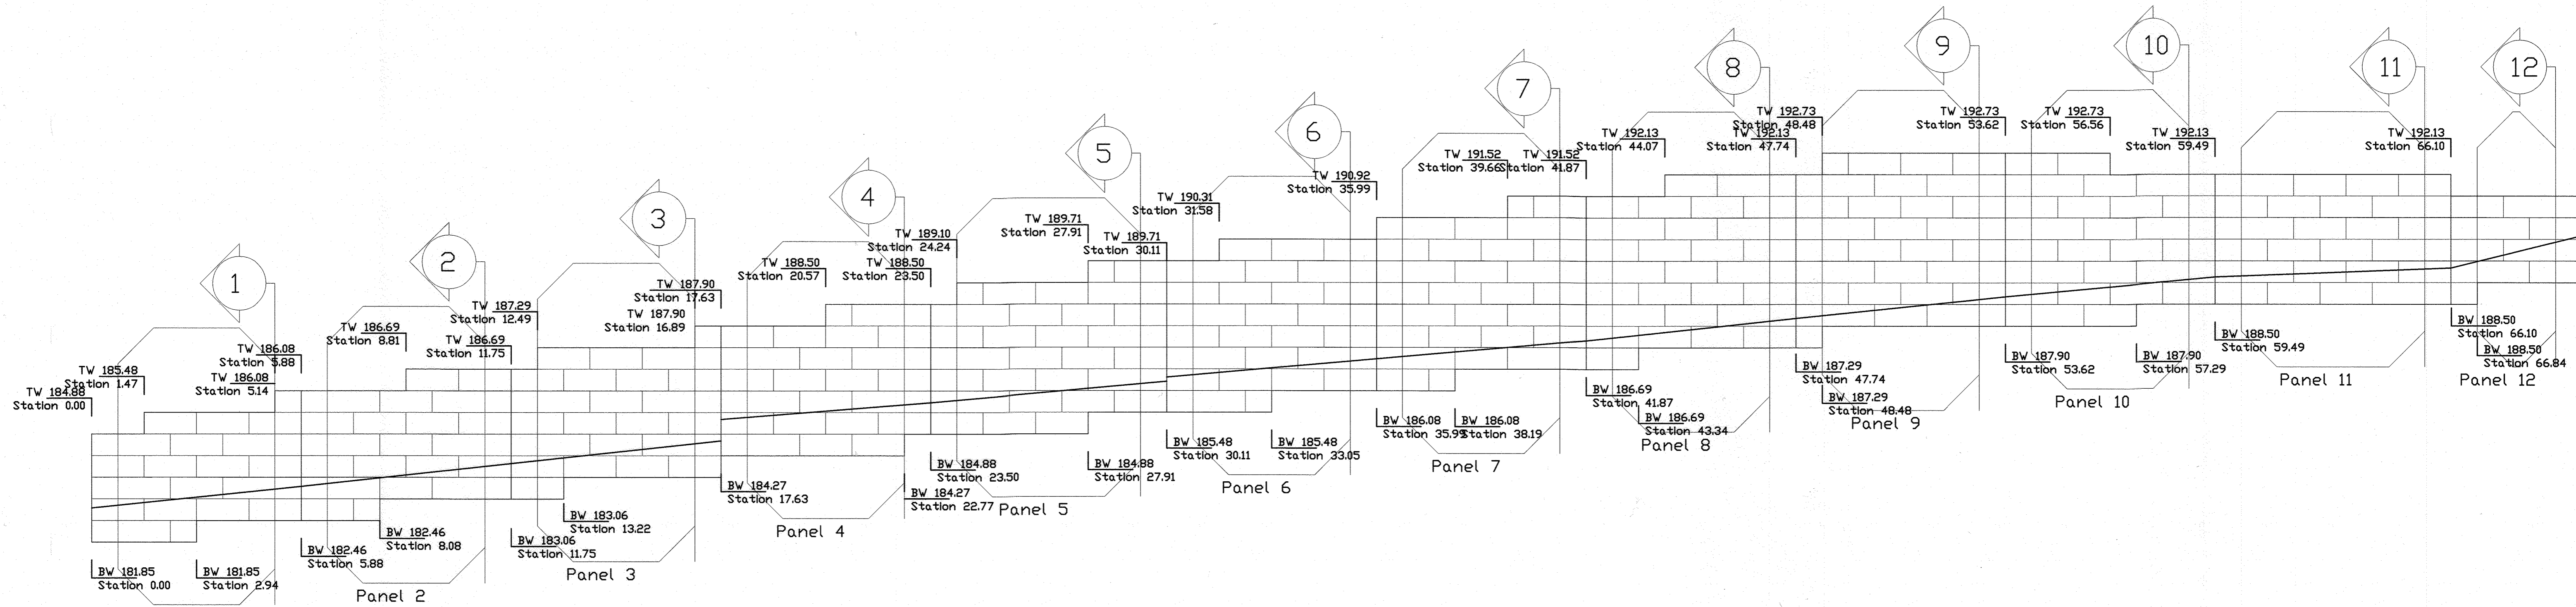 1
2
3
4
5
6
7
8
9
10
11
12
TW 184.88
Station 0.00
TW 185.48
Station 1.47
TW 186.08
Station 5.14
TW 186.08
Station 5.88
TW 186.69
Station 8.81
TW 186.69
Station 11.75
TW 187.29
Station 12.49
TW 187.90
Station 16.89
TW 187.90
Station 17.63
TW 188.50
Station 20.57
TW 188.50
Station 23.50
TW 189.10
Station 24.24
TW 189.71
Station 27.91
TW 189.71
Station 30.11
TW 190.31
Station 31.58
TW 190.92
Station 35.99
TW 191.52
Station 39.66
TW 191.52
Station 41.87
TW 192.13
Station 44.07
TW 192.13
Station 47.74
TW 192.73
Station 48.48
TW 192.73
Station 53.62
TW 192.73
Station 56.56
TW 192.13
Station 59.49
TW 192.13
Station 66.10
BW 181.85
Station 0.00
BW 181.85
Station 2.94
BW 182.46
Station 5.88
BW 182.46
Station 8.08
Panel 2
BW 183.06
Station 11.75
BW 183.06
Station 13.22
Panel 3
BW 184.27
Station 17.63
BW 184.27
Station 22.77
Panel 4
BW 184.88
Station 23.50
BW 184.88
Station 27.91
Panel 5
BW 185.48
Station 30.11
BW 185.48
Station 33.05
Panel 6
BW 186.08
Station 35.99
BW 186.08
Station 38.19
Panel 7
BW 186.69
Station 41.87
BW 186.69
Station 43.34
Panel 8
BW 187.29
Station 47.74
BW 187.29
Station 48.48
Panel 9
BW 187.90
Station 53.62
BW 187.90
Station 57.29
Panel 10
BW 188.50
Station 59.49
Panel 11
BW 188.50
Station 66.10
BW 188.50
Station 66.84
Panel 12